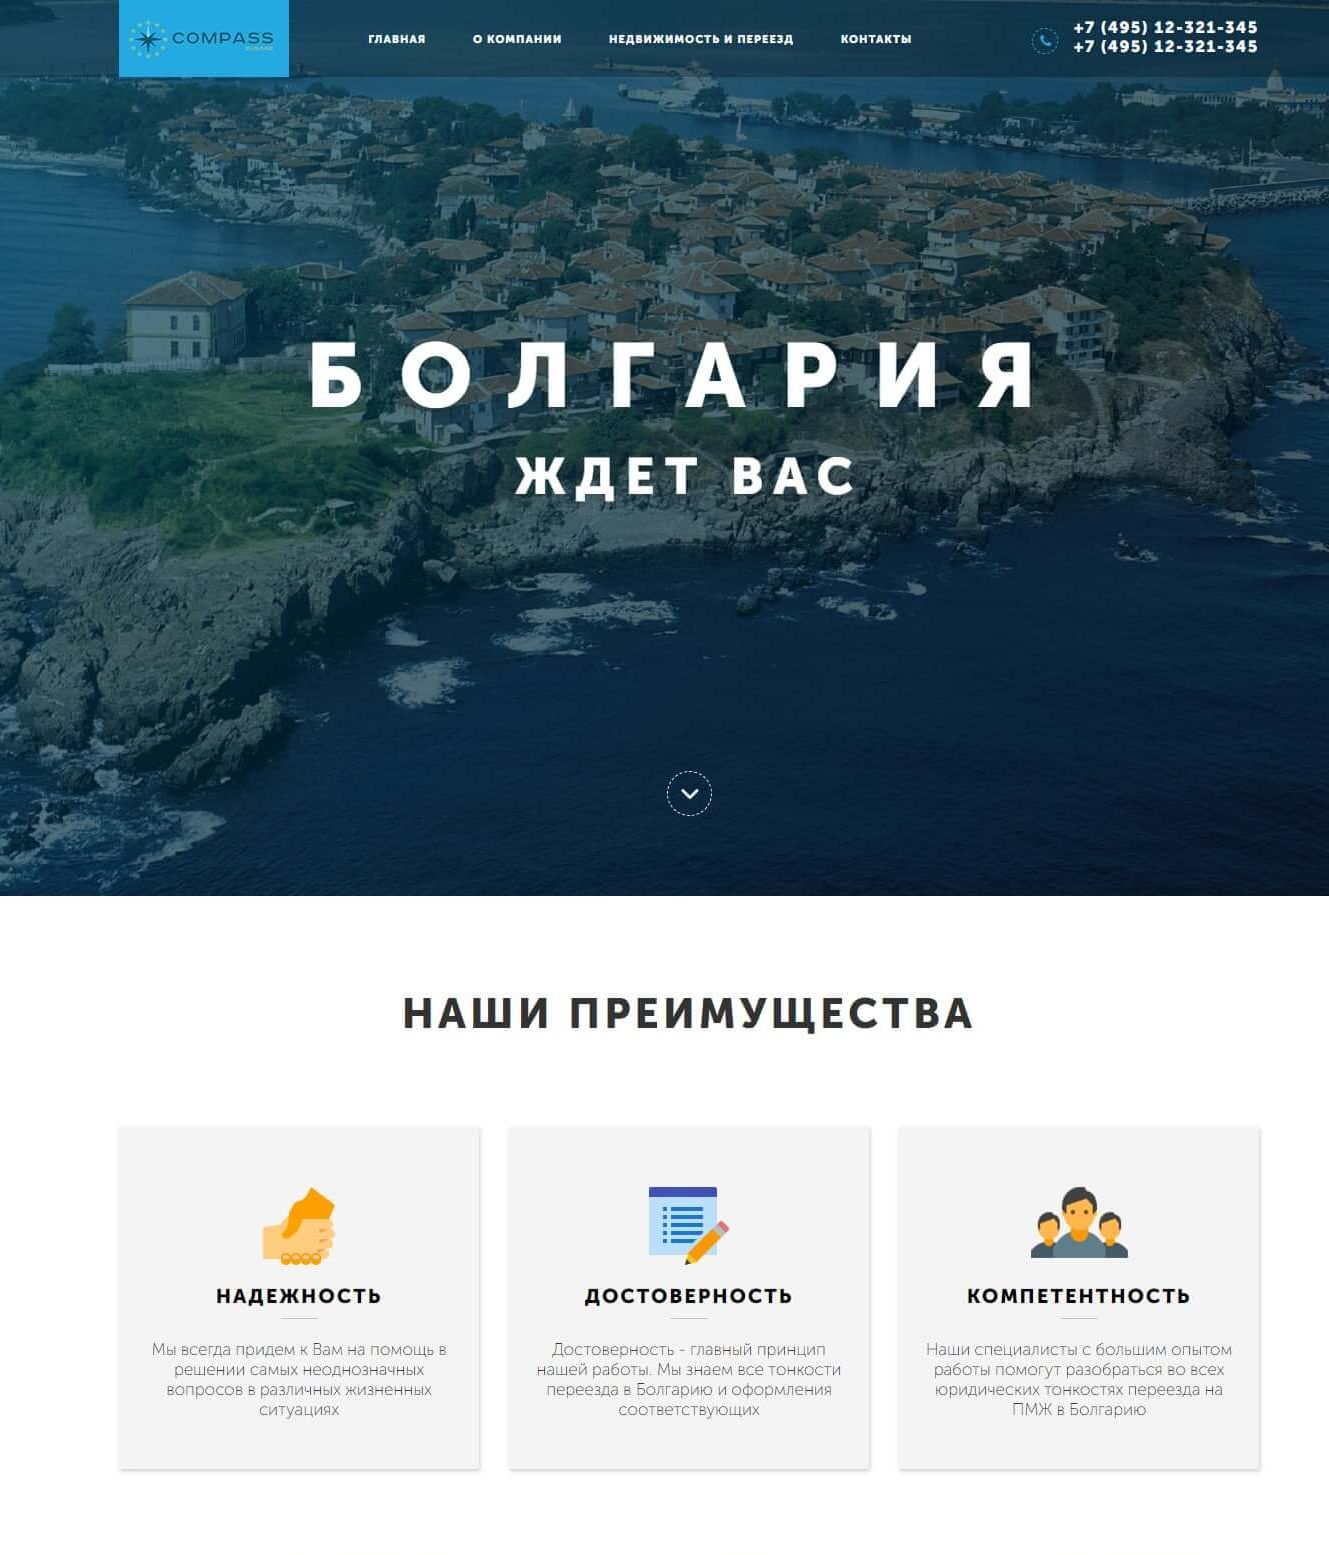 COMPASS
ГЛАВНАЯ
О КОМПАНИИ
НЕДВИЖИМОСТЬ И ПЕРЕЕЗД
КОНТАКТЫ
+7 (495) 12-321-345
+7 (495) 12-321-345
БОЛГАРИЯ
ЖДЕТ ВАС
НАШИ ПРЕИМУЩЕСТВА
НАДЕЖНОСТЬ
Мы всегда придем к Вам на помощь в
решении самых неоднозначных
вопросов в различных жизненных
ситуациях
ДОСТОВЕРНОСТЬ
Достоверность - главный принцип
нашей работы. Мы знаем все тонкости
переезда в Болгарию и оформления
соответствующих
КОМПЕТЕНТНОСТЬ
Наши специалисты с большим опытом
работы помогут разобраться во всех
юридических тонкостях переезда на
ПМЖ в Болгарию